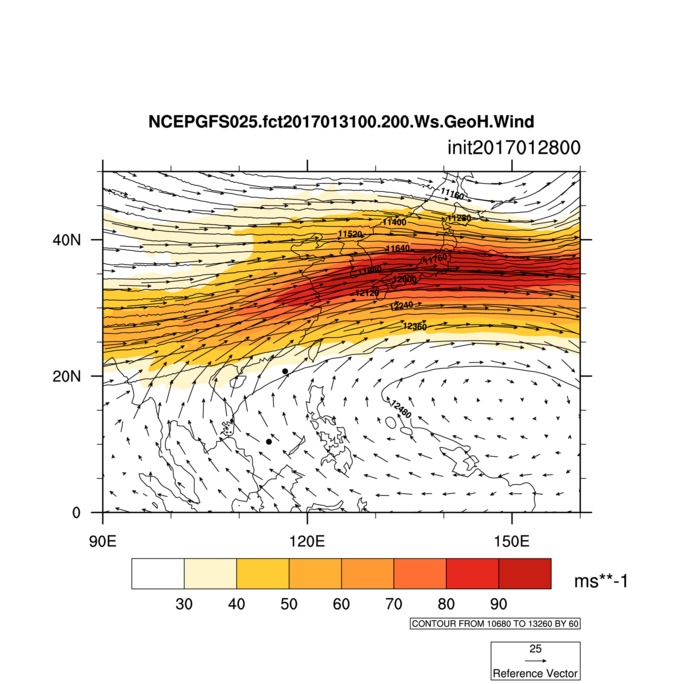 NCEPGFS025.fct2017013100.200.Ws.GeoH.Wind
init2017012800
11160
11280
11400
11520
40N
11640
11760
11880
12000
12120
12240
12360
20N
12480
0
90E 120E 150E
ms**-1
30 40 50 60 70 80 90
CONTOUR FROM 10680 TO 13260 BY 60
25
Reference Vector